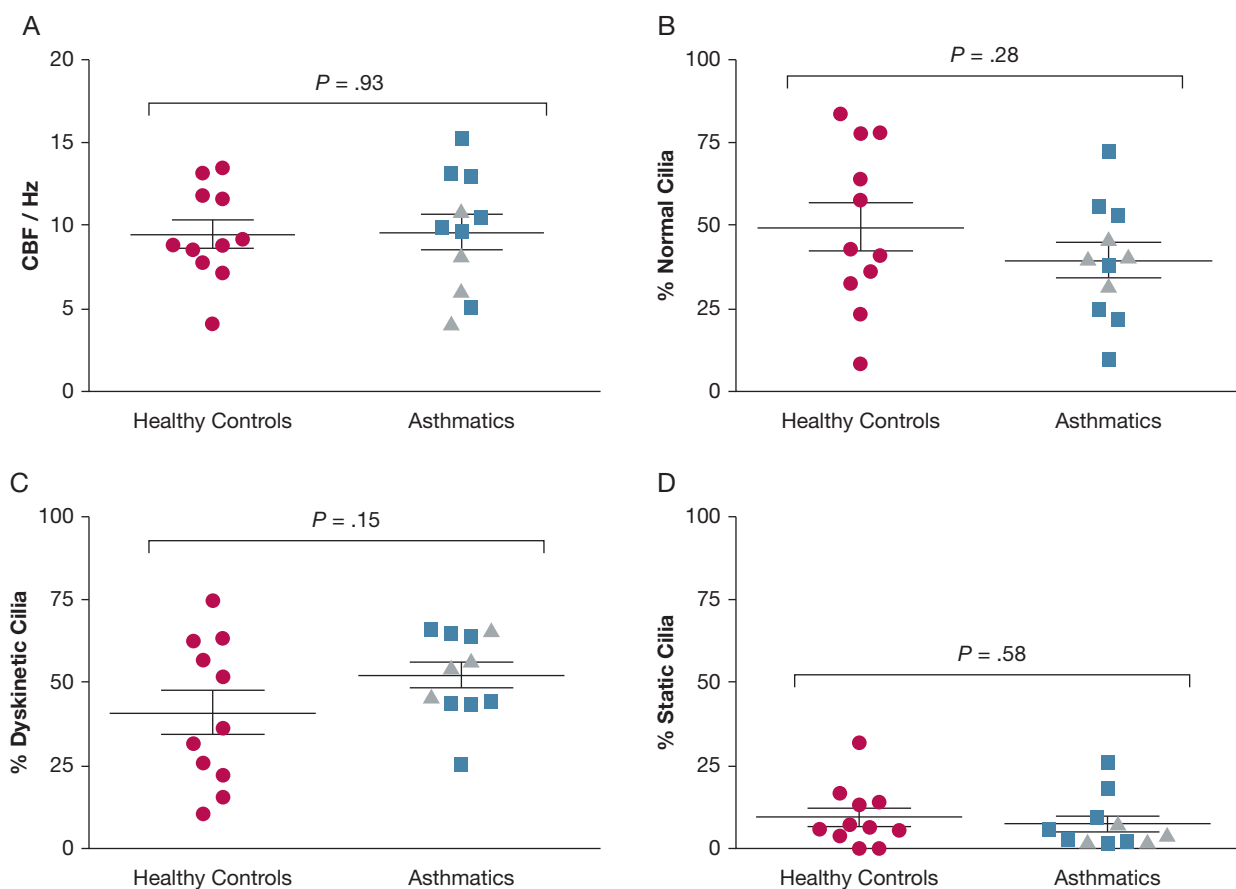 A
CBF / Hz
20
15
10
5
0
P = .93
Healthy Controls
Asthmatics
B
% Normal Cilia
100
75
50
25
0
P = .28
Healthy Controls
Asthmatics
C
% Dyskinetic Cilia
100
75
50
25
0
P = .15
Healthy Controls
Asthmatics
D
% Static Cilia
100
75
50
25
0
P = .58
Healthy Controls
Asthmatics